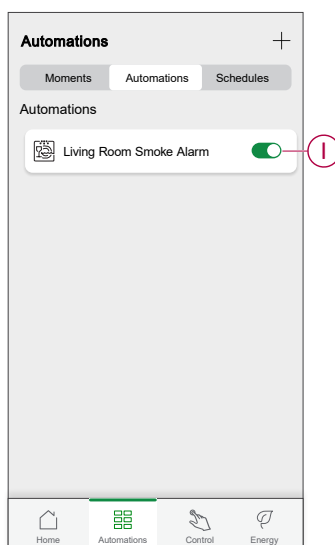 Automations
Moments Automations Schedules
Automations
Living Room Smoke Alarm
I
Home Automations Control Energy